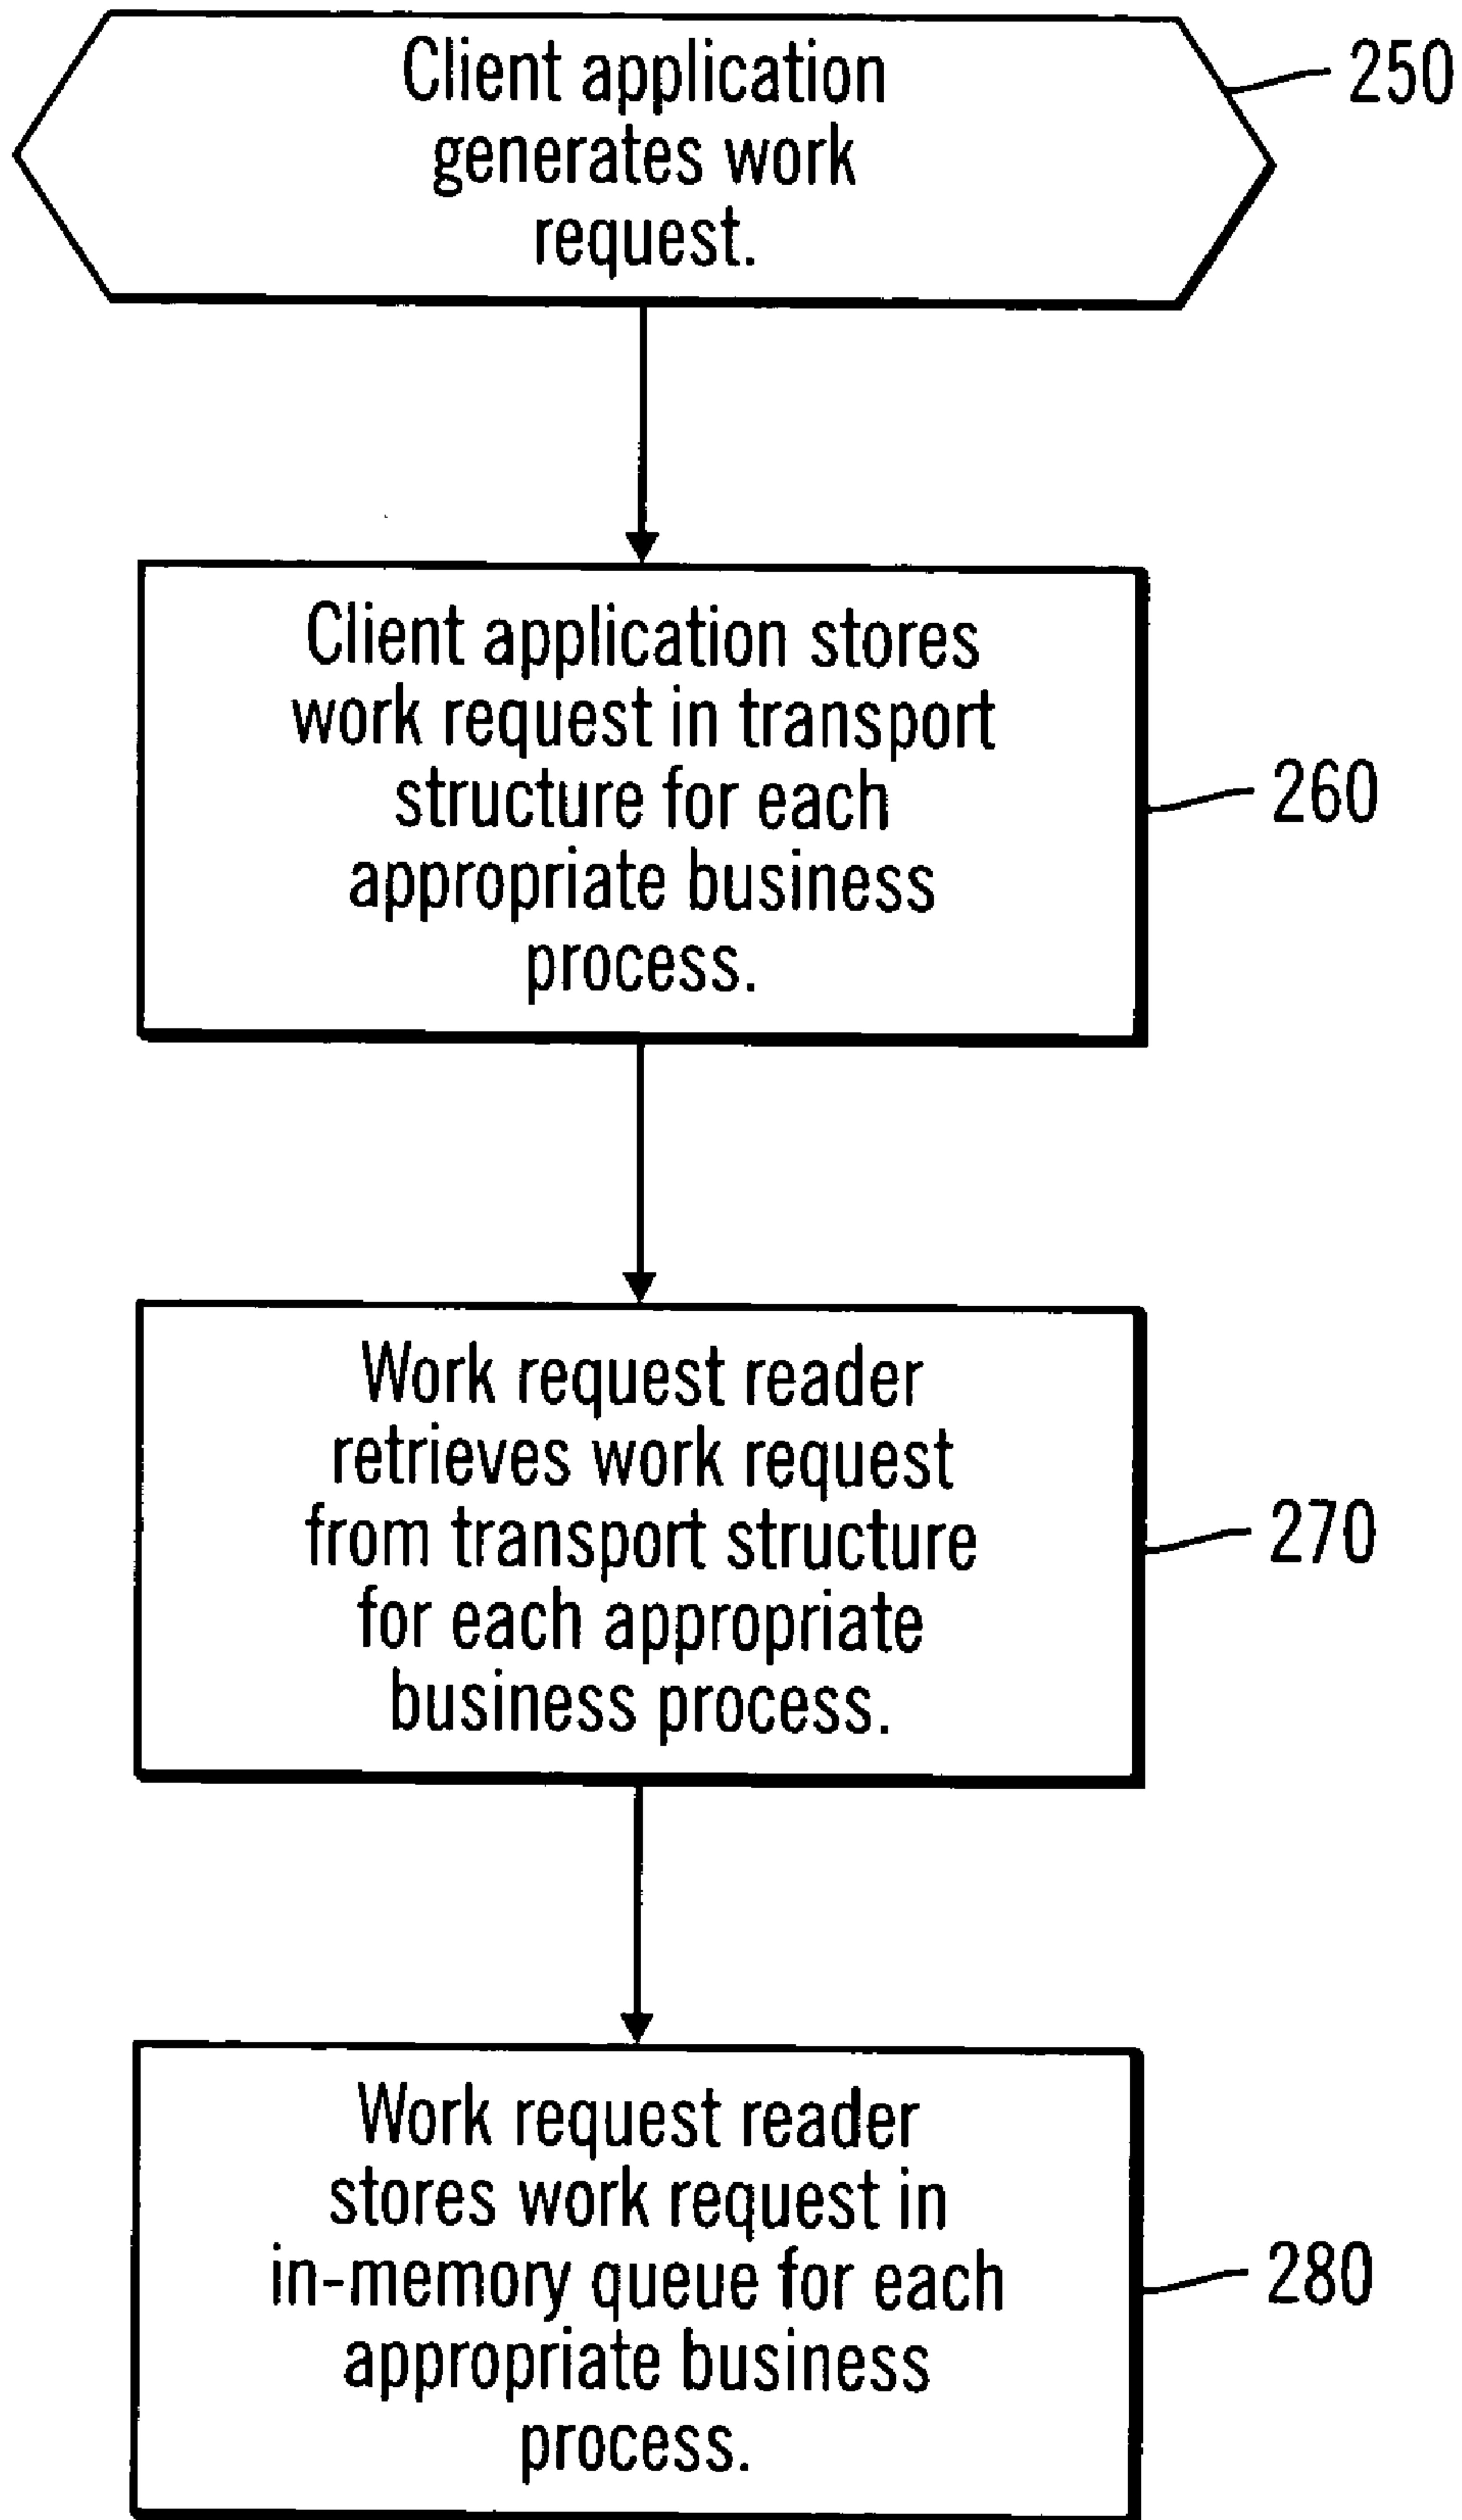 Client application
generates work
request.
250
Client application stores
work request in transport
structure for each
appropriate business
process.
260
Work request reader
retrieves work request
from transport structure
for each appropriate
business process.
270
Work request reader
stores work request in
in-memory queue for each
appropriate business
process.
280